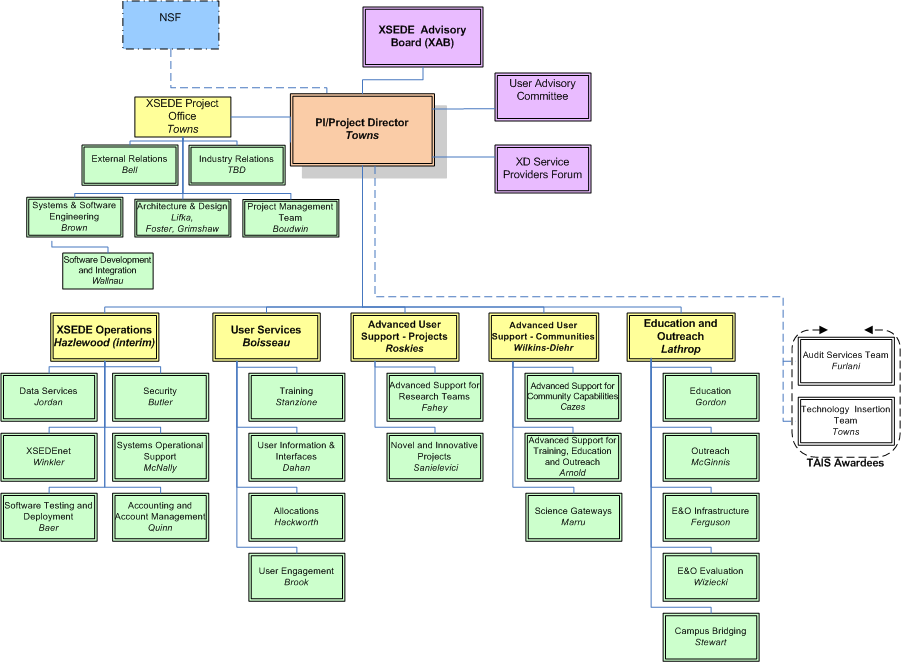 NSF
XSEDE Advisory
Board (XAB)
User Advisory
Committee
XSEDE Project
Office
Towns
PI/Project Director
Towns
XD Service
Providers Forum
External Relations
Bell
Industry Relations
TBD
Systems & Software
Engineering
Brown
Architecture & Design
Lifka,
Foster, Grimshaw
Project Management
Team
Boudwin
Software Development
and Integration
Wallnau
XSEDE Operations
Hazlewood (interim)
User Services
Boisseau
Advanced User
Support - Projects
Roskies
Advanced User
Support - Communities
Wilkins-Diehr
Education and
Outreach
Lathrop
Audit Services Team
Furlani
Technology Insertion
Team
Towns
TAIS Awardees
Data Services
Jordan
Security
Butler
XSEDEnet
Winkler
Systems Operational
Support
McNally
Software Testing and
Deployment
Baer
Accounting and
Account Management
Quinn
Training
Stanzione
User Information &
Interfaces
Dahan
Allocations
Hackworth
User Engagement
Brook
Advanced Support for
Research Teams
Fahey
Novel and Innovative
Projects
Sanielevici
Advanced Support for
Community Capabilities
Cazes
Advanced Support for
Training, Education
and Outreach
Arnold
Science Gateways
Marru
Education
Gordon
Outreach
McGinnis
E&O Infrastructure
Ferguson
E&O Evaluation
Wiziecki
Campus Bridging
Stewart